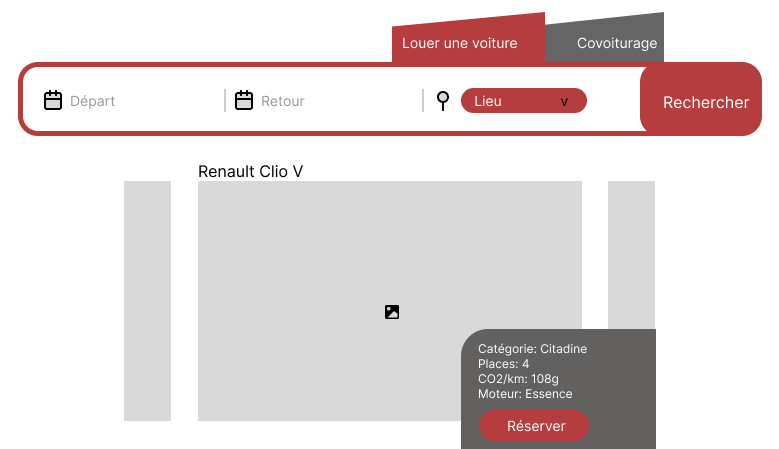 Louer une voiture
Covoiturage
Départ
Retour
Lieu
v
Rechercher
Renault Clio V
Catégorie: Citadine
Places: 4
CO2/km: 108g
Moteur: Essence
Réserver